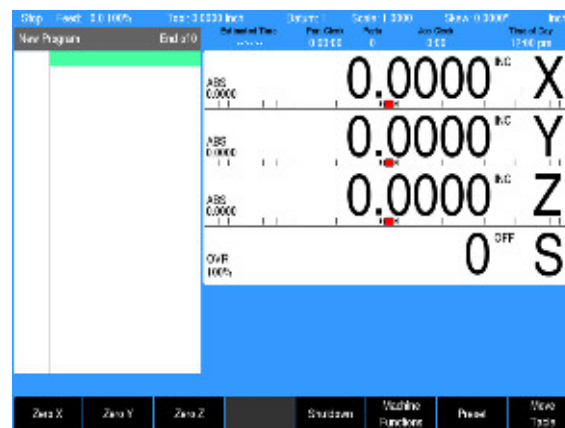 Stop Feed: 0.0 100% Tool: 0.0000 Inch Datum: Scale: 1.0000 Skew: 0.0000° Inc
New Program End of 0 Estimated Time Part Clock Parts Job Clock Time of Day
--:--:-- 0:00:00 0 0:00 12:00 pm
ABS 0.0000 INC X
0.0000
ABS 0.0000 INC Y
0.0000
ABS 0.0000 INC Z
0.0000
OVR 0 OFF S
100%
Zero X Zero Y Zero Z Shutdown Machine Functions Preset Move Table